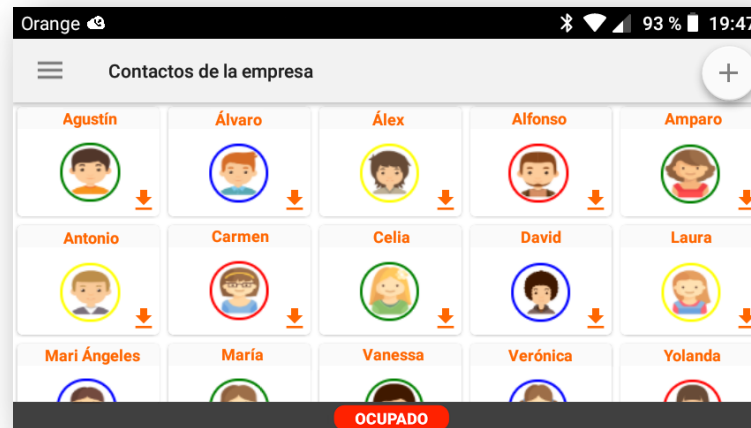 Orange 93 % 19:47
Contactos de la empresa
Agustín Álvaro Álex Alfonso Amparo
Antonio Carmen Celia David Laura
Mari Ángeles María Vanessa Verónica Yolanda
OCUPADO